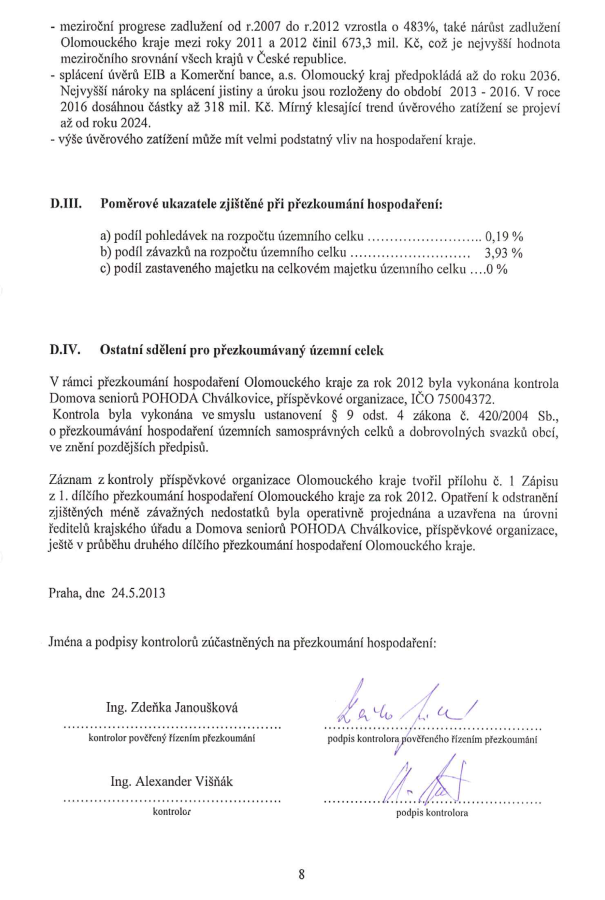 - meziroční progrese zadlužení od r.2007 do r.2012 vzrostla o 483%, také nárůst zadlužení
Olomouckého kraje mezi roky 2011 a 2012 činil 673,3 mil. Kč, což je nejvyšší hodnota
meziročního srovnání všech krajů v České republice.
- splácení úvěrů EIB a Komerční bance, a.s. Olomoucký kraj předpokládá až do roku 2036.
Nejvyšší nároky na splácení jistiny a úroku jsou rozloženy do období 2013 - 2016. V roce
2016 dosáhnou částky až 318 mil. Kč. Mírný klesající trend úvěrového zatížení se projeví
až od roku 2024.
- výše úvěrového zatížení může mít velmi podstatný vliv na hospodaření kraje.
D.III. Poměrové ukazatele zjištěné při přezkoumání hospodaření:
a) podíl pohledávek na rozpočtu územního celku ............................ 0,19 %
b) podíl závazků na rozpočtu územního celku ............................ 3,93 %
c) podíl zastaveného majetku na celkovém majetku územního celku ....0 %
D.IV. Ostatní sdělení pro přezkoumávaný územní celek
V rámci přezkoumání hospodaření Olomouckého kraje za rok 2012 byla vykonána kontrola
Domova seniorů POHODA Chválkovice, příspěvkové organizace, IČO 75004372.
Kontrola byla vykonána ve smyslu ustanovení § 9 odst. 4 zákona č. 420/2004 Sb.,
o přezkoumávání hospodaření územních samosprávných celků a dobrovolných svazků obcí,
ve znění pozdějších předpisů.
Záznam z kontroly příspěvkové organizace Olomouckého kraje tvořil přílohu č. 1 Zápisu
z 1. dílčího přezkoumání hospodaření Olomouckého kraje za rok 2012. Opatření k odstranění
zjištěných méně závažných nedostatků byla operativně projednána a uzavřena na úrovni
ředitelů krajského úřadu a Domova seniorů POHODA Chválkovice, příspěvkové organizace,
ještě v průběhu druhého dílčího přezkoumání hospodaření Olomouckého kraje.
Praha, dne 24.5.2013
Jména a podpisy kontrolorů zúčastněných na přezkoumání hospodaření:
Ing. Zdeňka Janoušková
kontrolor pověřený řízením přezkoumání
podpis kontrolora pověřeného řízením přezkoumání
Ing. Alexander Višňák
kontrolor
podpis kontrolora
8